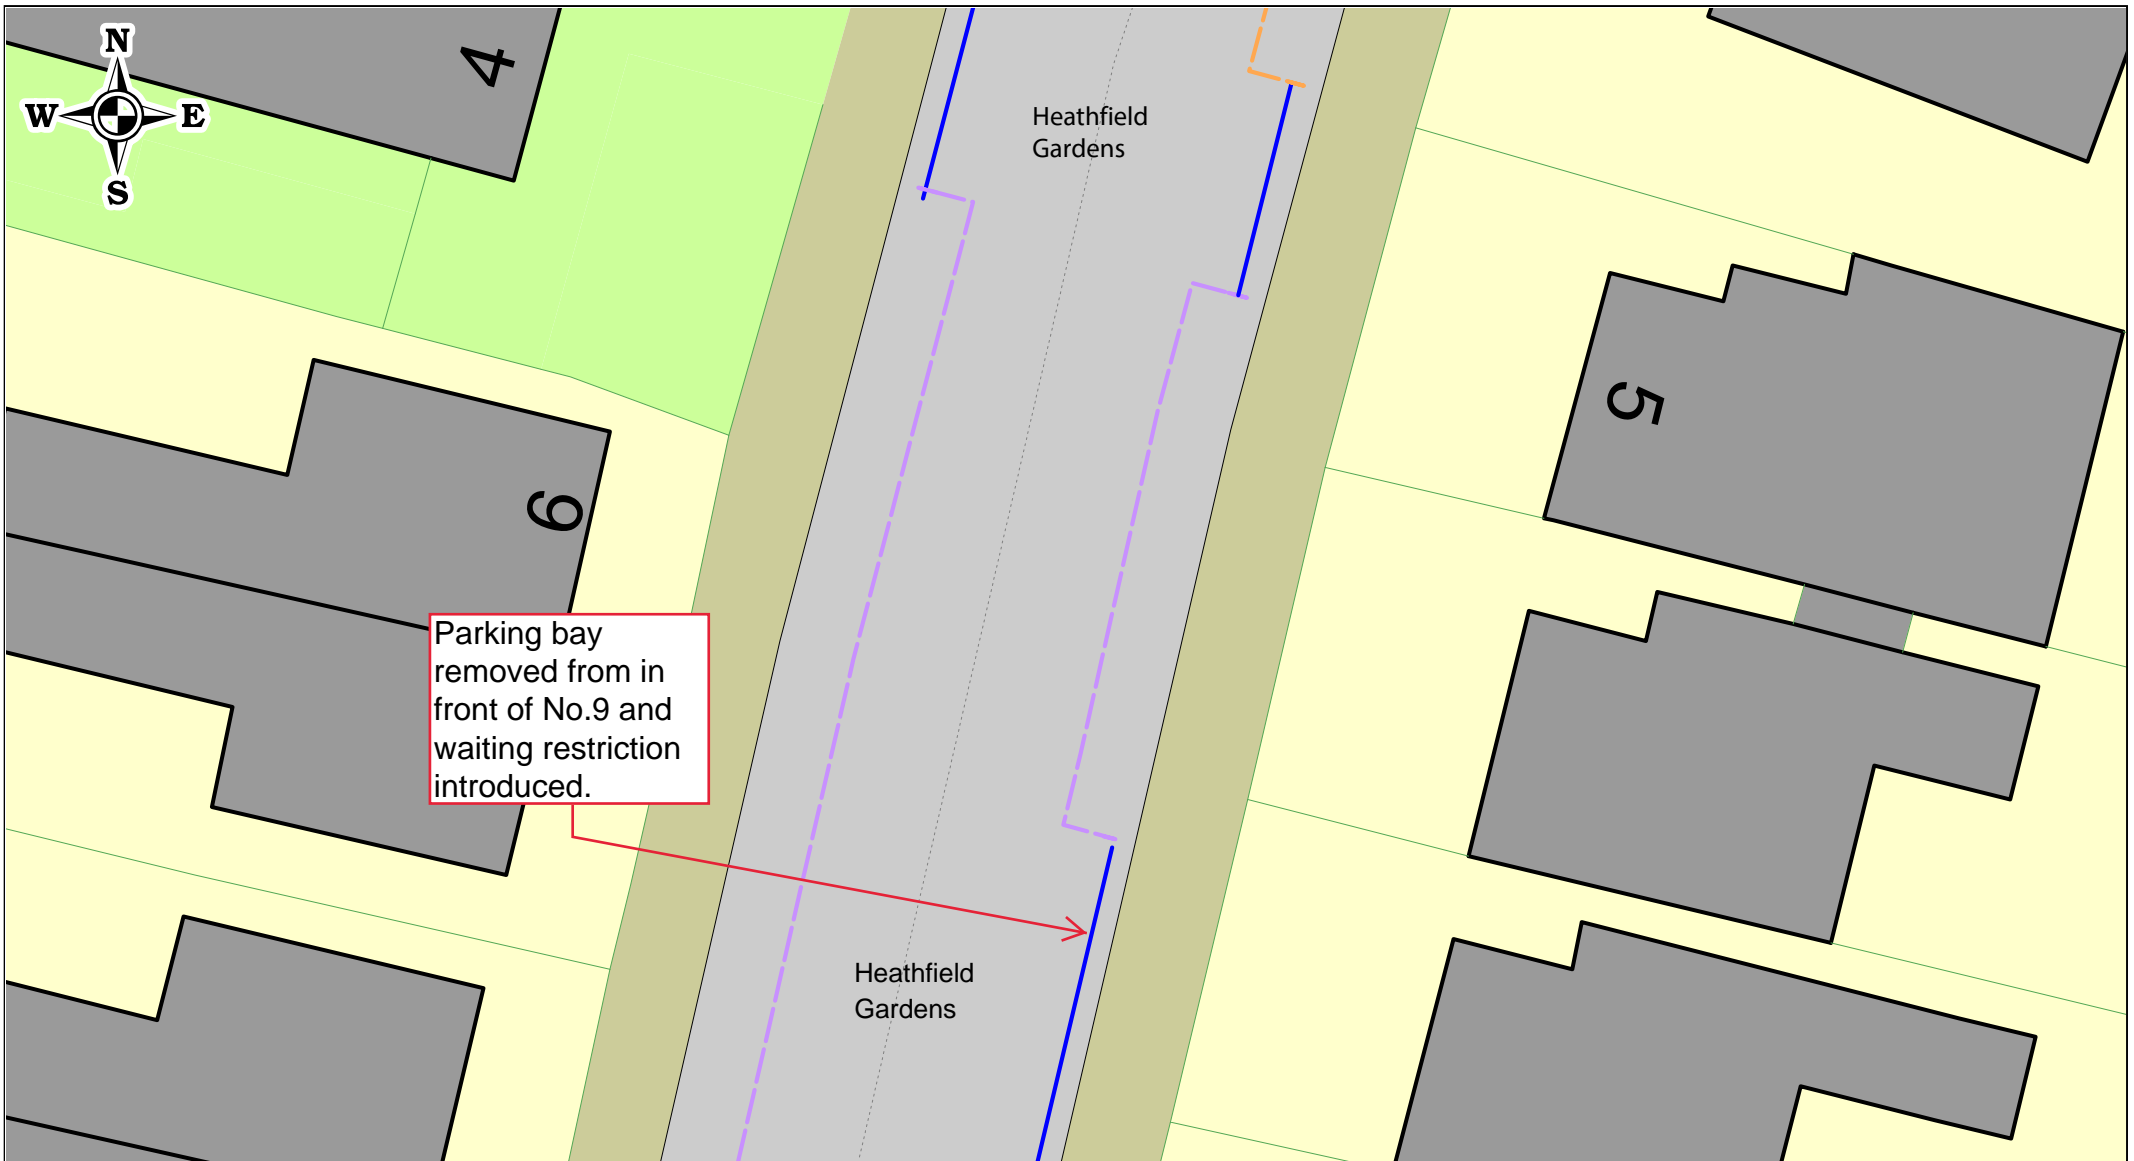 N
W E
S
4
Heathfield
Gardens
5
6
Parking bay
removed from in
front of No.9 and
waiting restriction
introduced.
Heathfield
Gardens